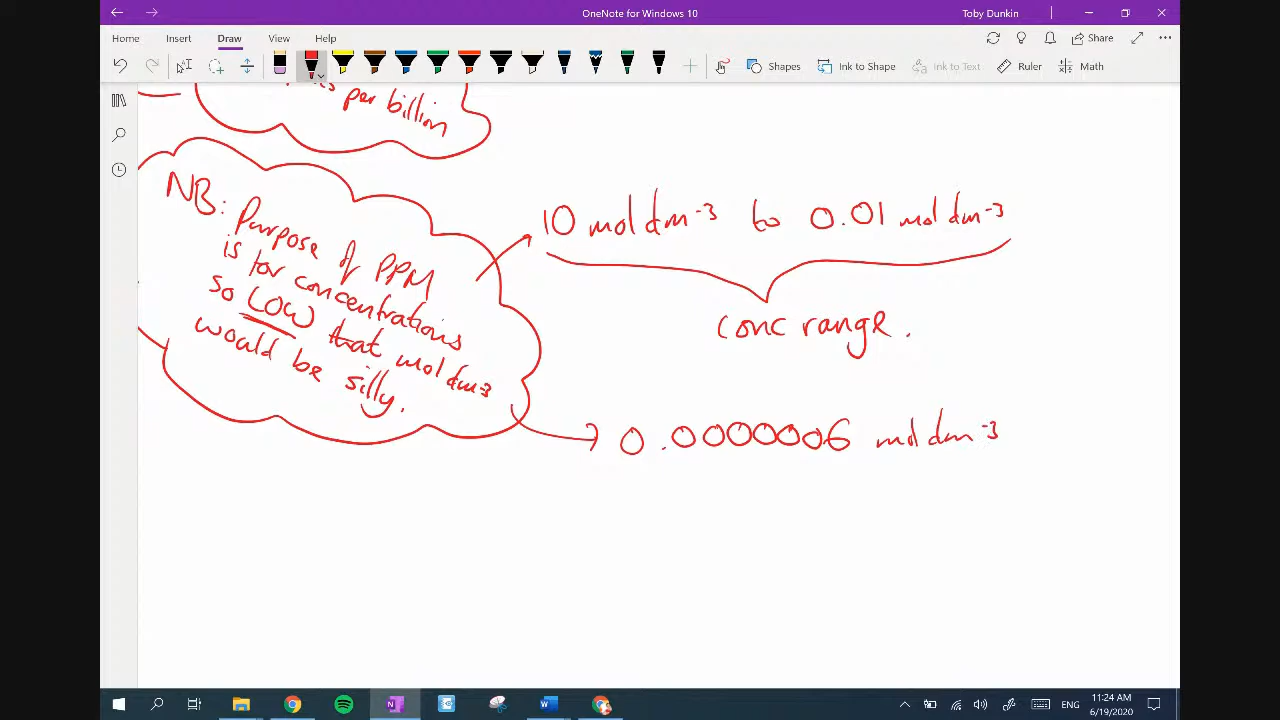 OneNote for Windows 10
Toby Dunkin
Home Insert Draw View Help
Share
Shapes Ink to Shape Ink to Text Ruler Math
per billion
NB: Purpose of PPM
is for concentrations
so LOW that mol dm-3
would be silly.
10 mol dm-3 to 0.01 mol dm-3
conc range.
0.0000006 mol dm-3
11:24 AM
ENG
6/19/2020